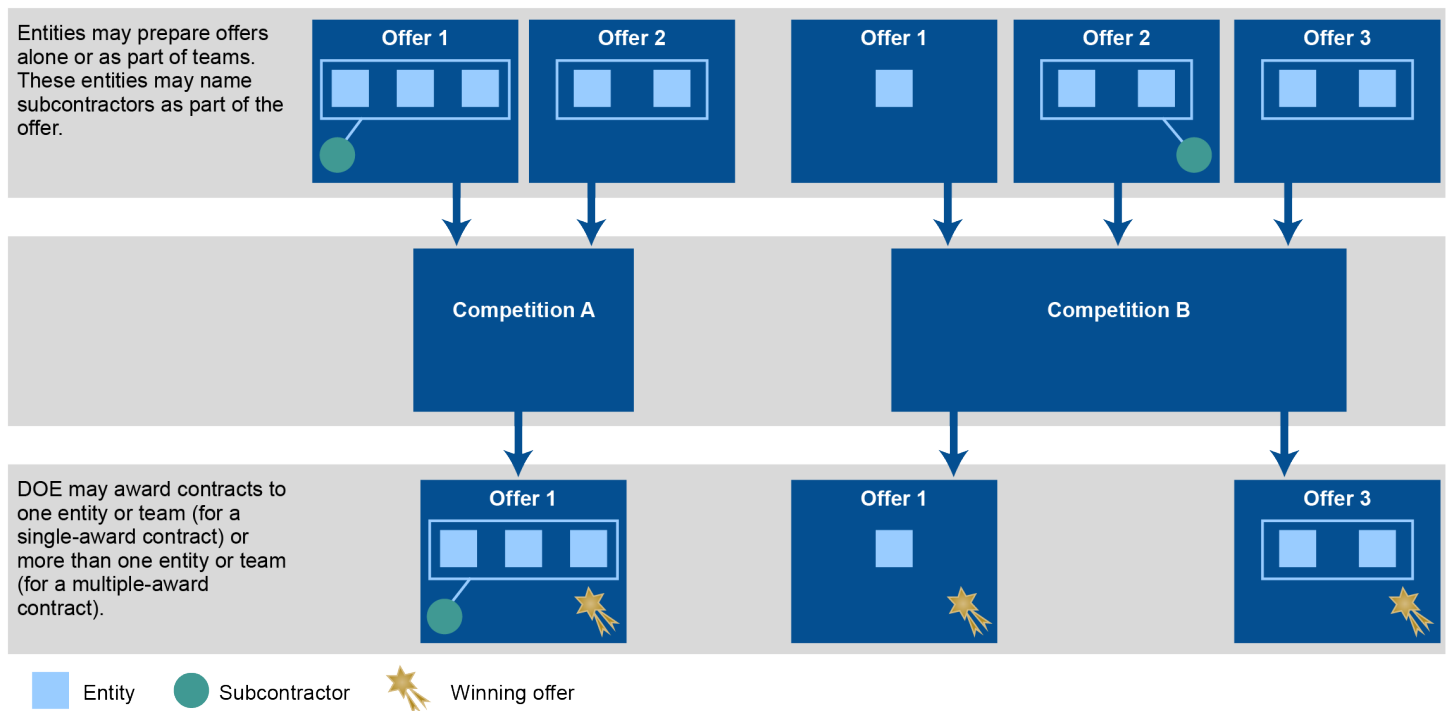 Entities may prepare offers
alone or as part of teams.
These entities may name
subcontractors as part of the
offer.
Offer 1
Offer 2
Offer 1
Offer 2
Offer 3
Competition A
Competition B
DOE may award contracts to
one entity or team (for a
single-award contract) or
more than one entity or team
(for a multiple-award
contract).
Offer 1
Offer 1
Offer 3
Entity
Subcontractor
Winning offer